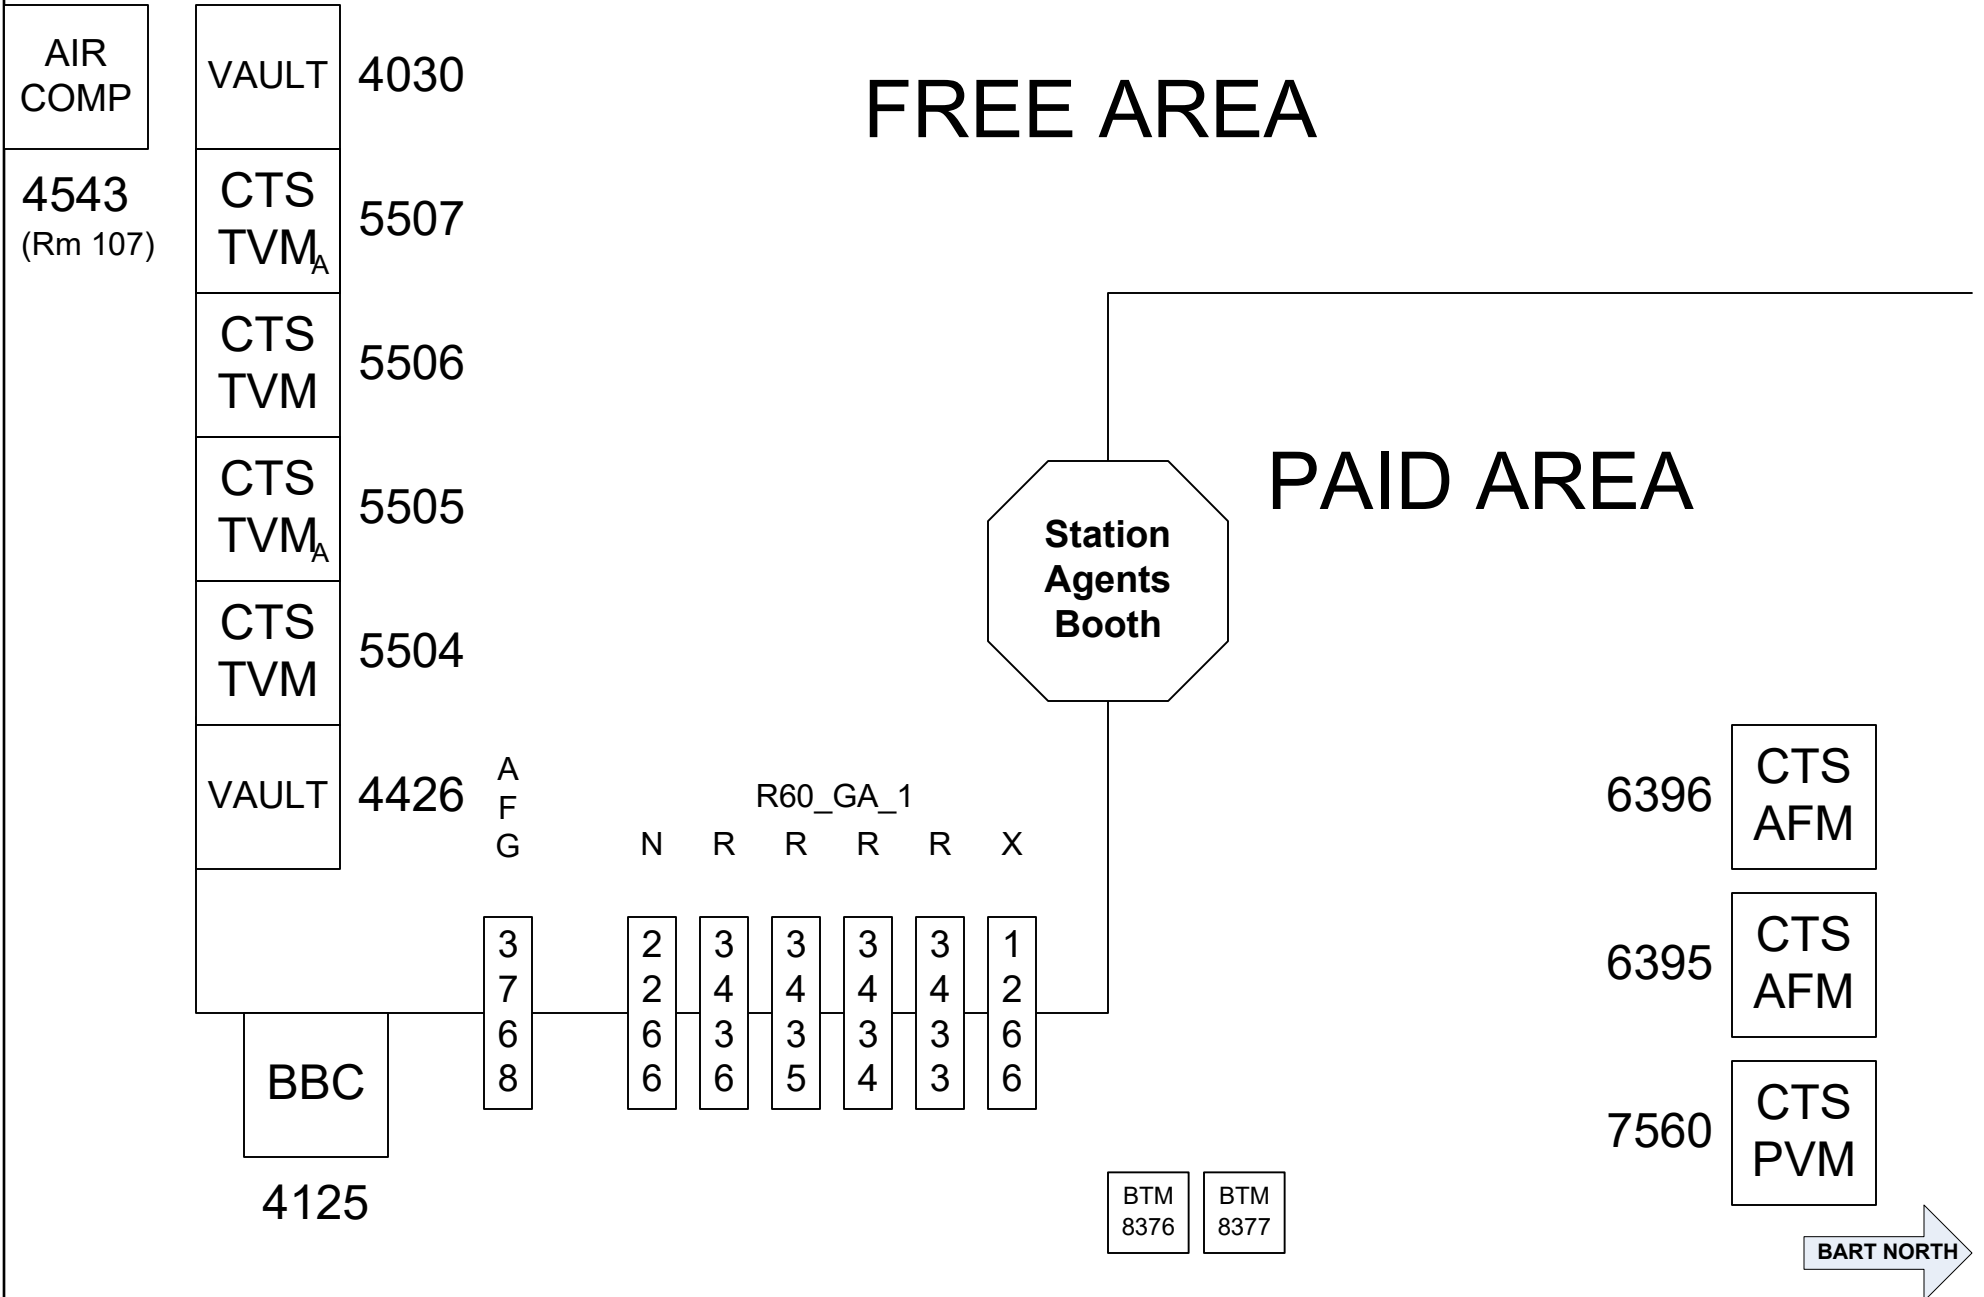 AIR
COMP
4543
(Rm 107)
VAULT
4030
CTS
TVM A
5507
CTS
TVM
5506
CTS
TVM A
5505
CTS
TVM
5504
VAULT
4426
FREE AREA
PAID AREA
Station
Agents
Booth
A
F
G
R60_GA_1
N R R R R X
3768
2266
3436
3435
3434
3433
1266
BBC
4125
BTM
8376
BTM
8377
6396
CTS
AFM
6395
CTS
AFM
7560
CTS
PVM
BART NORTH